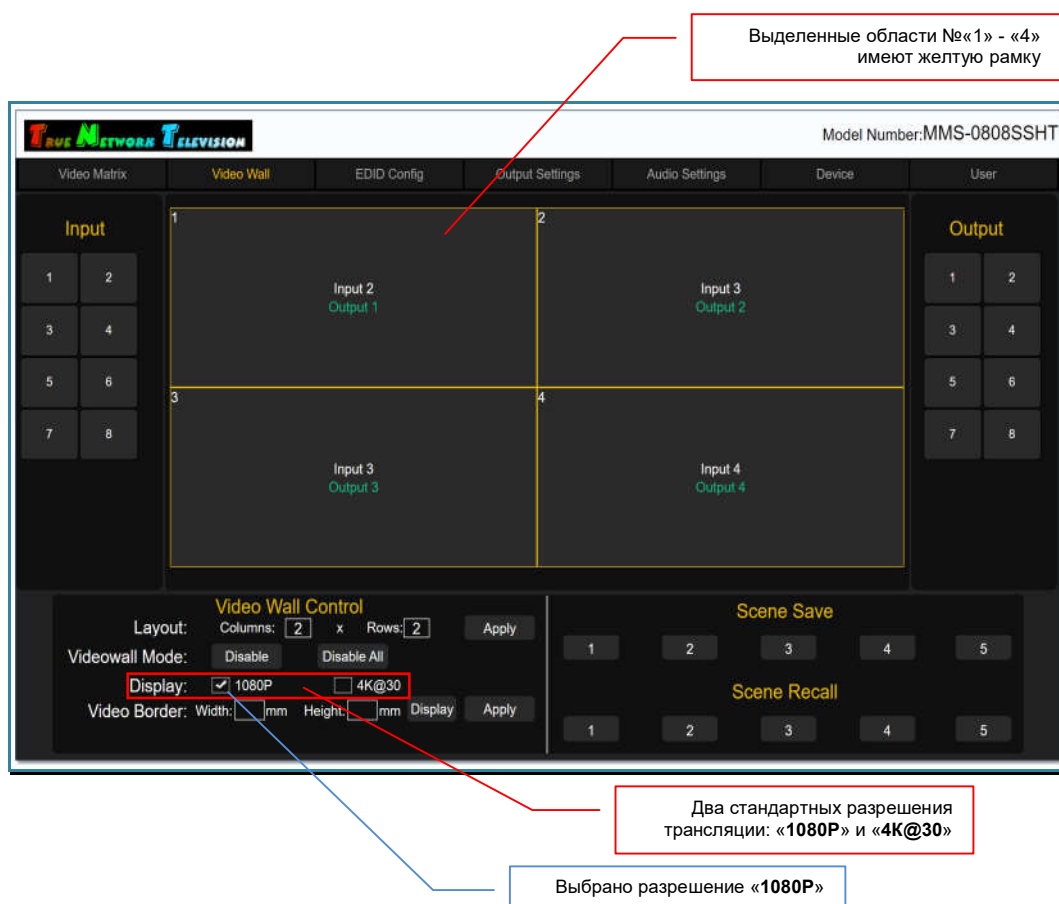 Выделенные области №«1» - «4»
имеют желтую рамку
True Network Television
Model Number:MMS-0808SSHT
Video Matrix Video Wall EDID Config Output Settings Audio Settings Device User
Input
1 2
3 4
5 6
7 8
1
Input 2
Output 1
2
Input 3
Output 2
3
Input 3
Output 3
4
Input 4
Output 4
Output
1 2
3 4
5 6
7 8
Video Wall Control
Layout: Columns: 2 x Rows: 2 Apply
Videowall Mode: Disable Disable All
Display: 1080P 4K@30
Video Border: Width: mm Height: mm Display Apply
Scene Save
1 2 3 4 5
Scene Recall
1 2 3 4 5
Два стандартных разрешения
трансляции: «1080P» и «4K@30»
Выбрано разрешение «1080P»